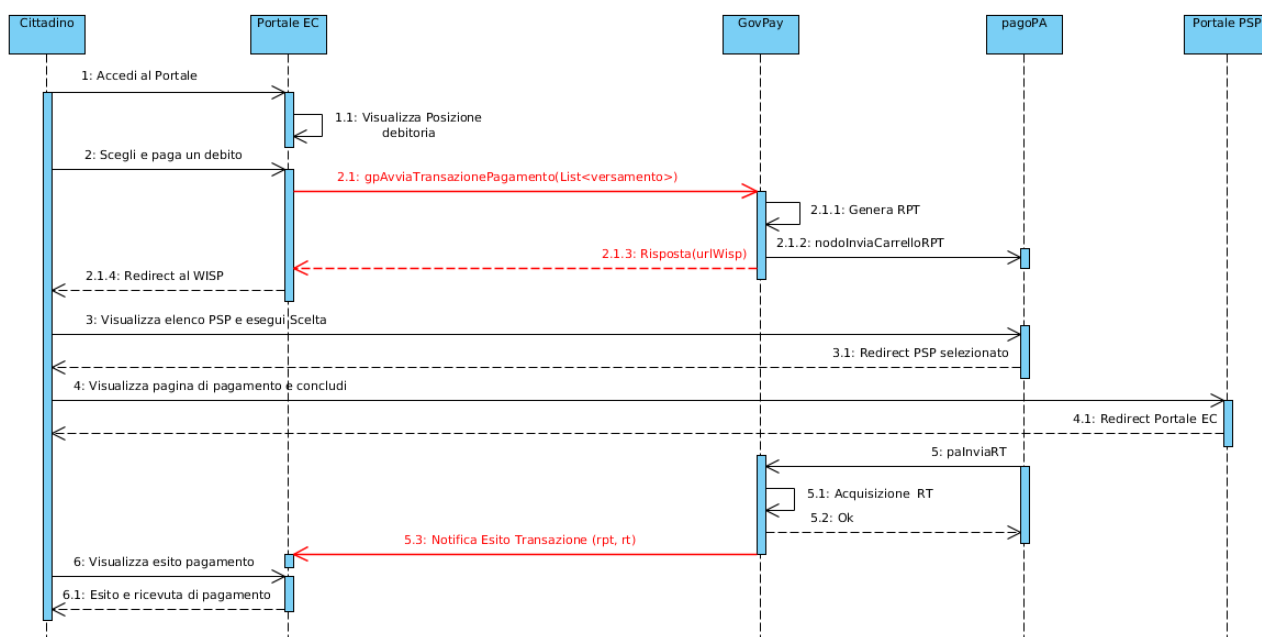 Cittadino
Portale EC
GovPay
pagoPA
Portale PSP
1: Accedi al Portale
1.1: Visualizza Posizione
debitoria
2: Scegli e paga un debito
2.1: gpAvviaTransazionePagamento(List<versamento>)
2.1.1: Genera RPT
2.1.2: nodoInviaCarrelloRPT
2.1.3: Risposta(urlWisp)
2.1.4: Redirect al WISP
3: Visualizza elenco PSP e esegui Scelta
3.1: Redirect PSP selezionato
4: Visualizza pagina di pagamento e concludi
4.1: Redirect Portale EC
5: paInviaRT
5.1: Acquisizione RT
5.2: Ok
5.3: Notifica Esito Transazione (rpt, rt)
6: Visualizza esito pagamento
6.1: Esito e ricevuta di pagamento